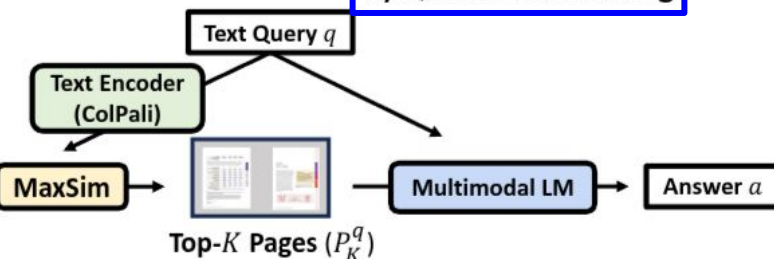 Text Query q
Text Encoder
(ColPali)
MaxSim
Multimodal LM
Answer a
Top-K Pages (P_K^q)